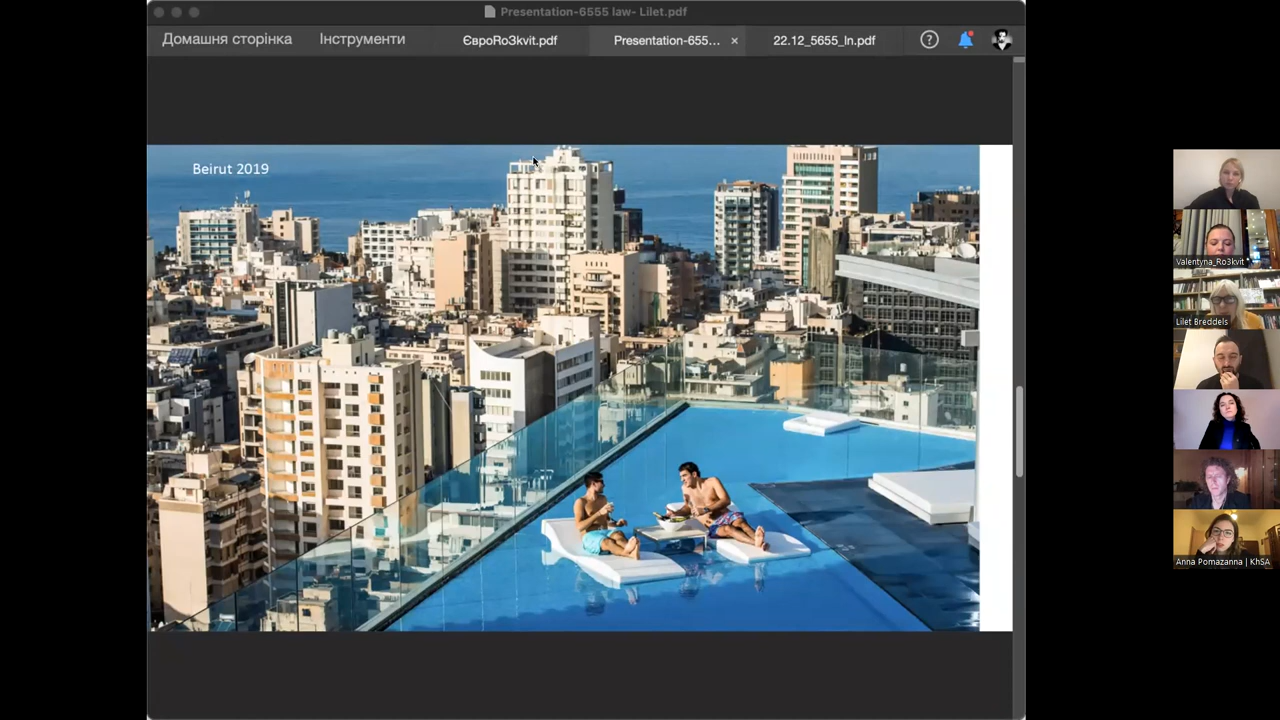 Presentation-6555 law- Lilet.pdf
Домашня сторінка
Інструменти
ЄвроRo3kvit.pdf
Presentation-655... ×
22.12_5655_ln.pdf
Beirut 2019
Valentyna_Ro3kvit
Lilet Breddels
Anna Pomazanna | KhSA